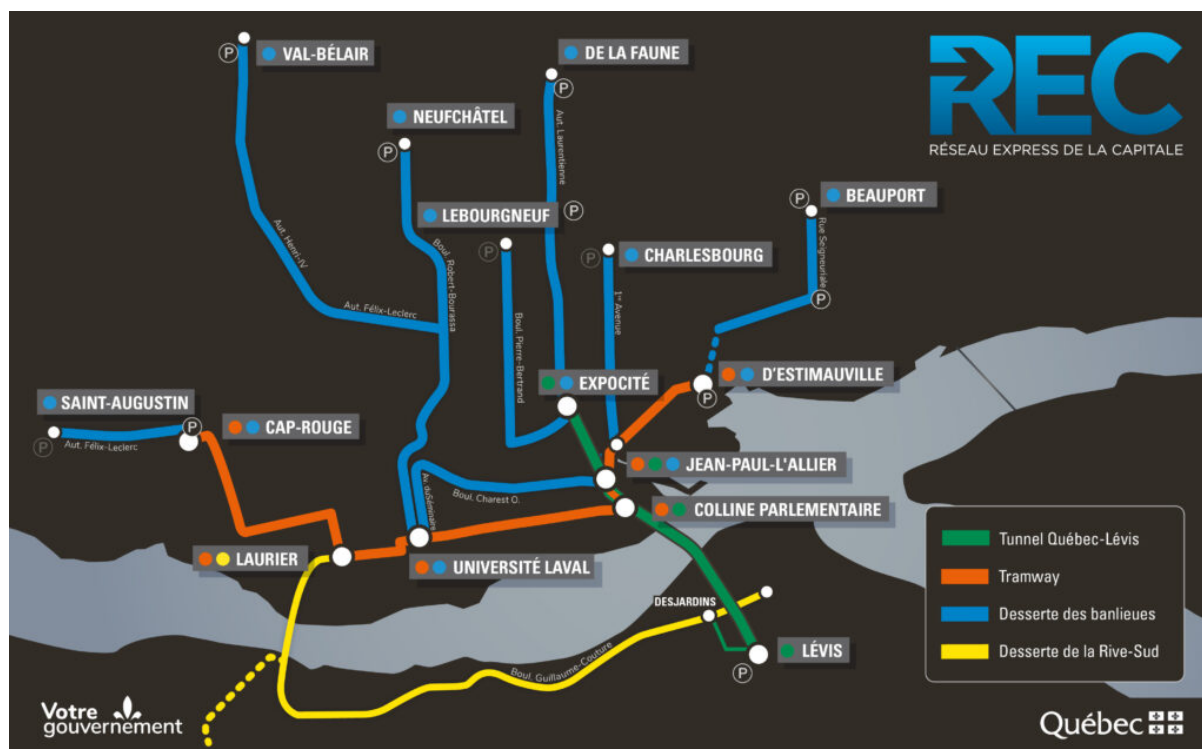 VAL-BÉLAIR
P
DE LA FAUNE
P
REC
RÉSEAU EXPRESS DE LA CAPITALE
NEUFCHÂTEL
P
Aut. Laurentienne
LEBOURGNEUF
P
P
BEAUPORT
P
Rue Seigneuriale
P
CHARLESBOURG
P
Aut. Henri-IV
Boul. Robert-Bourassa
Aut. Félix-Leclerc
Boul. Pierre-Bertrand
1re Avenue
EXPOCITÉ
D'ESTIMAUVILLE
P
SAINT-AUGUSTIN
P
Aut. Félix-Leclerc
P
CAP-ROUGE
JEAN-PAUL-L'ALLIER
Av. duSéminaire
Boul. Charest O.
COLLINE PARLEMENTAIRE
LAURIER
UNIVERSITÉ LAVAL
Tunnel Québec-Lévis
Tramway
Desserte des banlieues
Desserte de la Rive-Sud
DESJARDINS
LÉVIS
P
Boul. Guillaume-Couture
Votre
gouvernement
Québec